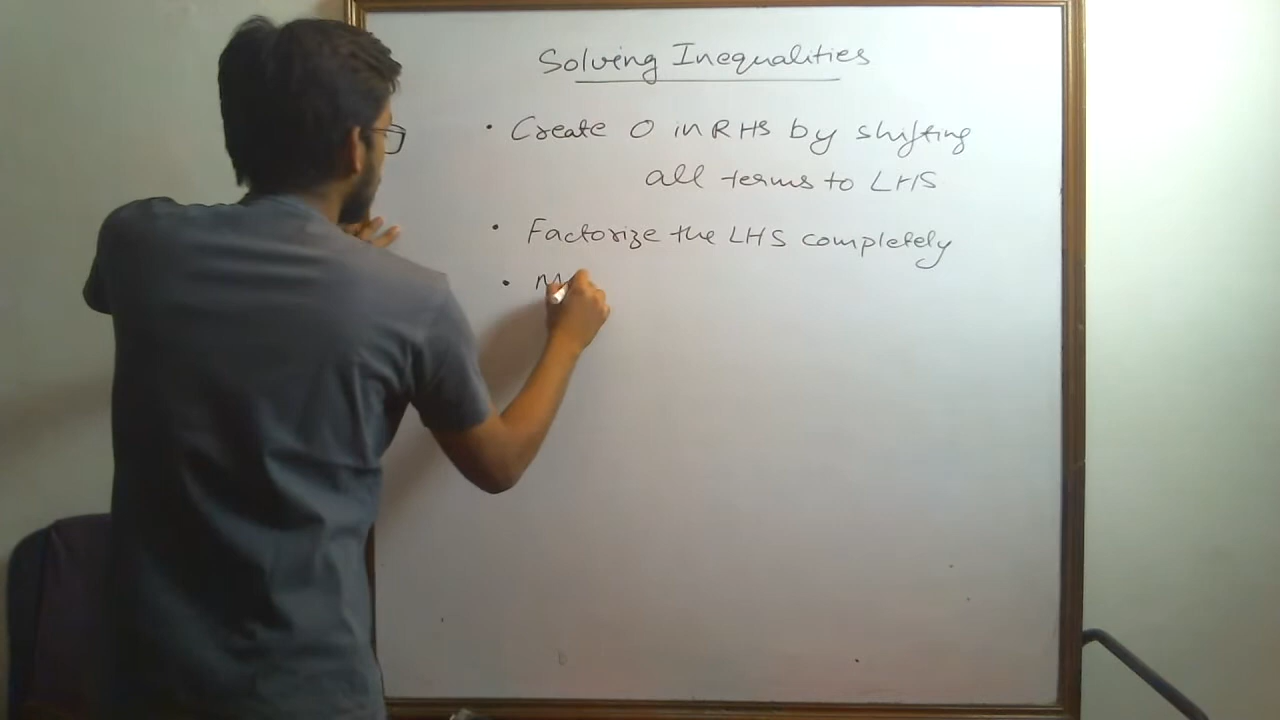 Solving Inequalities
• Create 0 in RHS by shifting
all terms to LHS
• Factorize the LHS completely
•